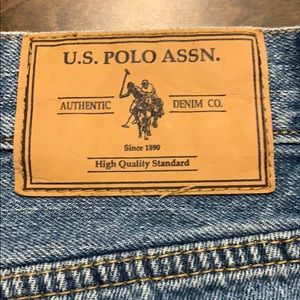 U.S. POLO ASSN.
AUTHENTIC DENIM CO.
Since 1890
High Quality Standard